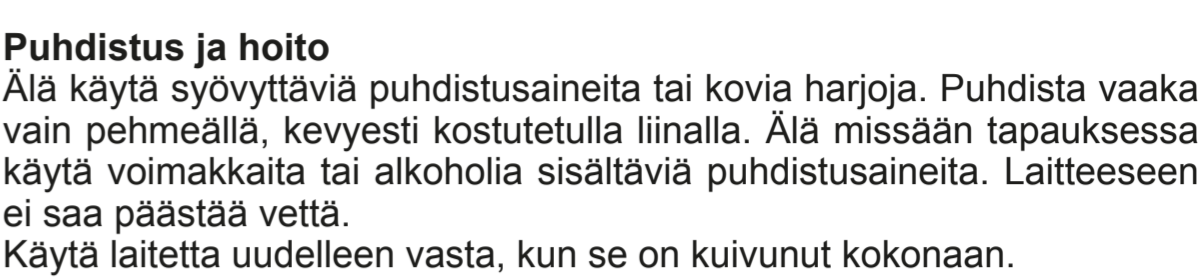 Puhdistus ja hoito
Älä käytä syövyttäviä puhdistusaineita tai kovia harjoja. Puhdista vaaka
vain pehmeällä, kevyesti kostutetulla liinalla. Älä missään tapauksessa
käytä voimakkaita tai alkoholia sisältäviä puhdistusaineita. Laitteeseen
ei saa päästää vettä.
Käytä laitetta uudelleen vasta, kun se on kuivunut kokonaan.